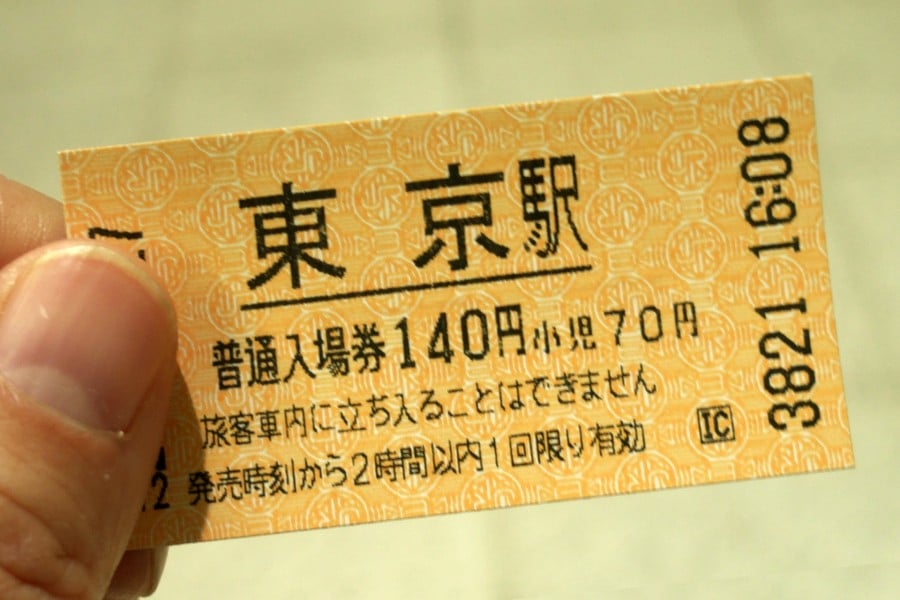 東京駅
普通入場券140円小児70円
旅客車内に立ち入ることはできません
発売時刻から2時間以内1回限り有効
IC
3821 16:08